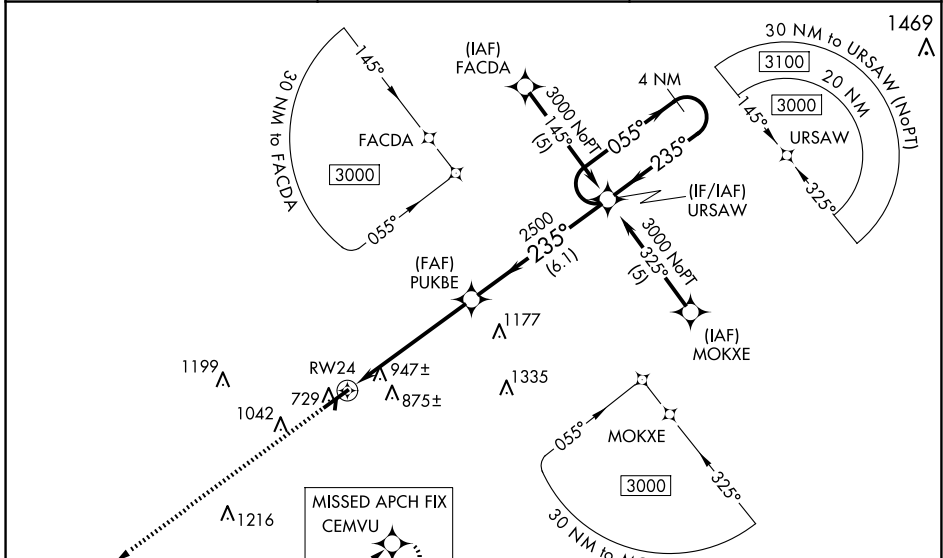 1469
30 NM to URSAW (NoPT)
3100
20 NM
3000
145°
URSAW
325°
(IAF)
FACDA
3000 NoPT
145°
(5)
4 NM
055°
235°
(IF/IAF)
URSAW
145°
30 NM to FACDA
FACDA
3000
055°
2500
235°
(6.1)
3000 NoPT
325°
(5)
(FAF)
PUKBE
(IAF)
MOKXE
1177
1199
RW24
947±
729
875±
1335
1042
055°
MOKXE
325°
3000
30 NM to
1216
MISSED APCH FIX
CEMVU